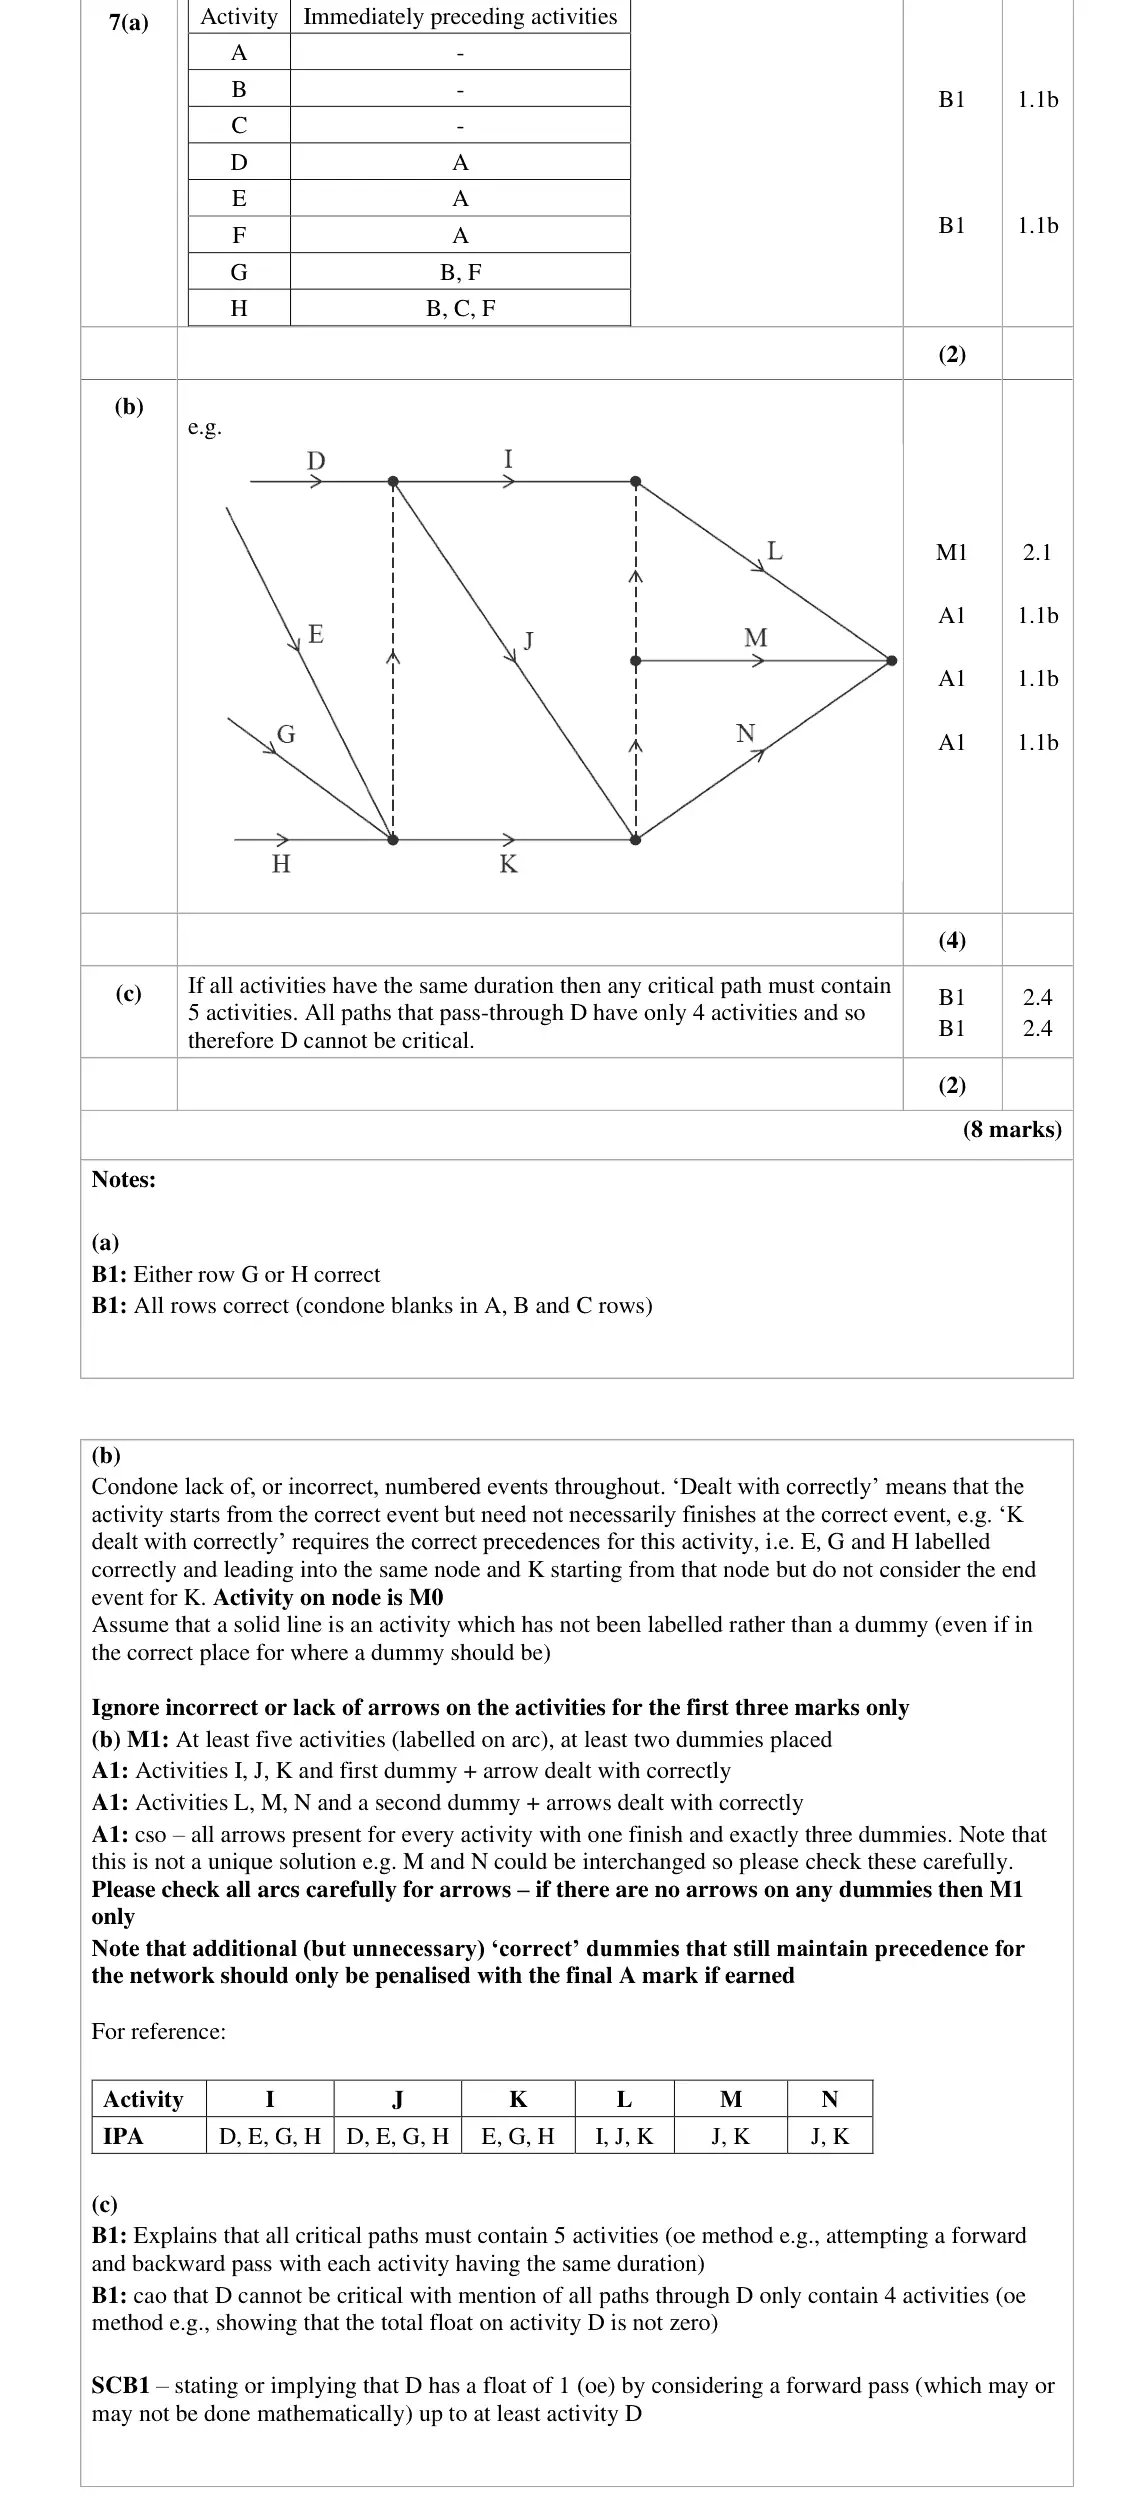 7(a)
Activity Immediately preceding activities
A -
B -
B1 1.1b
C -
D A
E A
F A
B1 1.1b
G B, F
H B, C, F
(2)
(b)
e.g.
D I
L
M1 2.1
E J M
A1 1.1b
A1 1.1b
G N
A1 1.1b
H K
(4)
(c)
If all activities have the same duration then any critical path must contain
5 activities. All paths that pass-through D have only 4 activities and so
therefore D cannot be critical.
B1 2.4
B1 2.4
(2)
(8 marks)
Notes:
(a)
B1: Either row G or H correct
B1: All rows correct (condone blanks in A, B and C rows)
(b)
Condone lack of, or incorrect, numbered events throughout. ‘Dealt with correctly’ means that the
activity starts from the correct event but need not necessarily finishes at the correct event, e.g. ‘K
dealt with correctly’ requires the correct precedences for this activity, i.e. E, G and H labelled
correctly and leading into the same node and K starting from that node but do not consider the end
event for K. Activity on node is M0
Assume that a solid line is an activity which has not been labelled rather than a dummy (even if in
the correct place for where a dummy should be)
Ignore incorrect or lack of arrows on the activities for the first three marks only
(b) M1: At least five activities (labelled on arc), at least two dummies placed
A1: Activities I, J, K and first dummy + arrow dealt with correctly
A1: Activities L, M, N and a second dummy + arrows dealt with correctly
A1: cso – all arrows present for every activity with one finish and exactly three dummies. Note that
this is not a unique solution e.g. M and N could be interchanged so please check these carefully.
Please check all arcs carefully for arrows – if there are no arrows on any dummies then M1
only
Note that additional (but unnecessary) ‘correct’ dummies that still maintain precedence for
the network should only be penalised with the final A mark if earned
For reference:
Activity I J K L M N
IPA D, E, G, H D, E, G, H E, G, H I, J, K J, K J, K
(c)
B1: Explains that all critical paths must contain 5 activities (oe method e.g., attempting a forward
and backward pass with each activity having the same duration)
B1: cao that D cannot be critical with mention of all paths through D only contain 4 activities (oe
method e.g., showing that the total float on activity D is not zero)
SCB1 – stating or implying that D has a float of 1 (oe) by considering a forward pass (which may or
may not be done mathematically) up to at least activity D